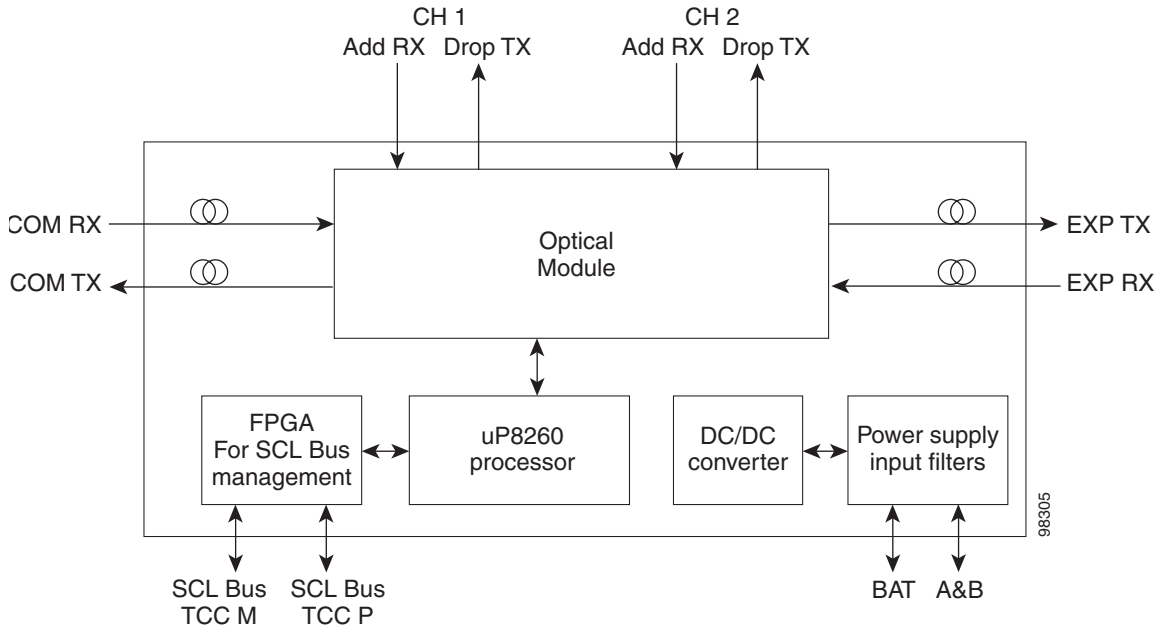 CH 1
CH 2
Add RX
Drop TX
Add RX
Drop TX
COM RX
EXP TX
Optical
Module
COM TX
EXP RX
FPGA
For SCL Bus
management
uP8260
processor
DC/DC
converter
Power supply
input filters
98305
SCL Bus
TCC M
SCL Bus
TCC P
BAT
A&B